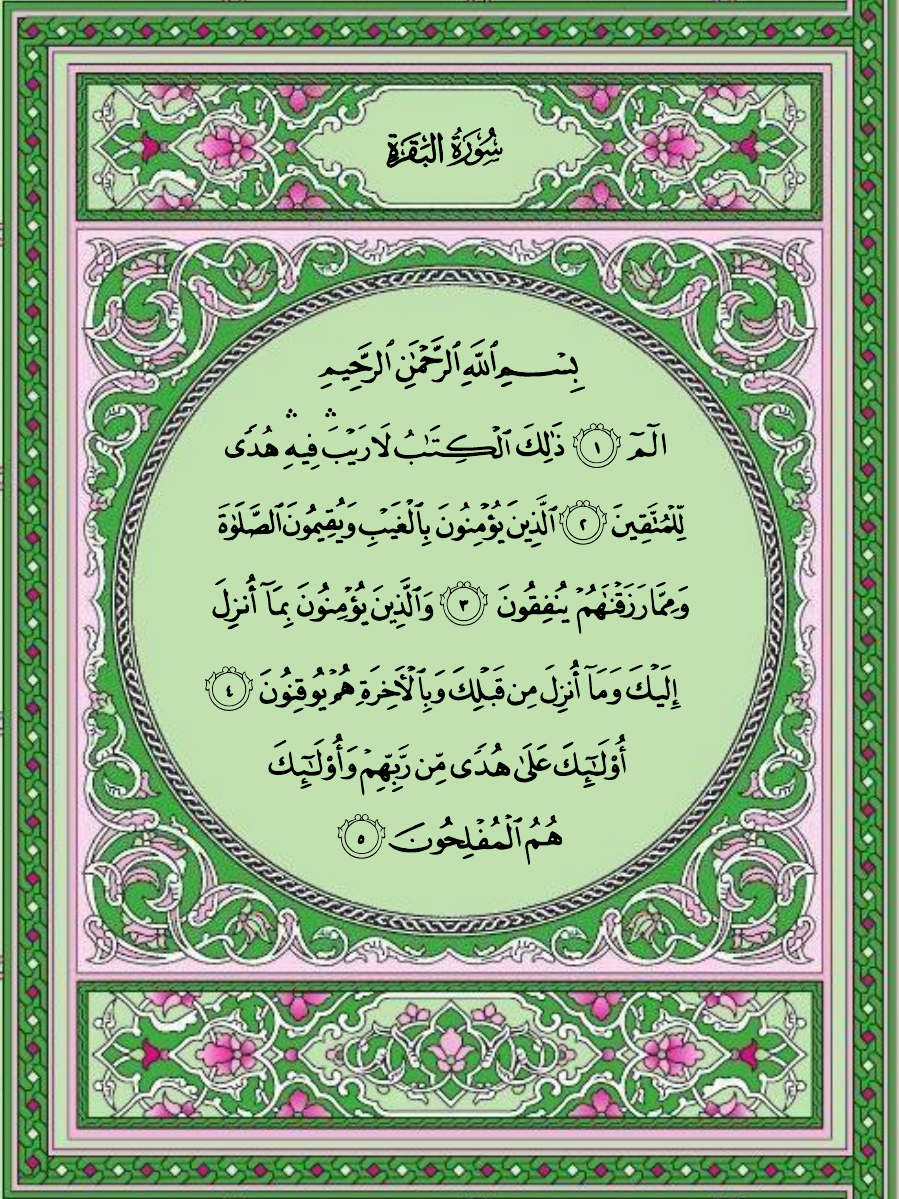 سُورَةُ البَقَرَةِ
بِسْمِ ٱللَّهِ ٱلرَّحْمَٰنِ ٱلرَّحِيمِ
الٓمٓ ١ ذَٰلِكَ ٱلْكِتَٰبُ لَا رَيْبَۛ فِيهِۛ هُدًى
لِّلْمُتَّقِينَ ٢ ٱلَّذِينَ يُؤْمِنُونَ بِٱلْغَيْبِ وَيُقِيمُونَ ٱلصَّلَوٰةَ
وَمِمَّا رَزَقْنَٰهُمْ يُنفِقُونَ ٣ وَٱلَّذِينَ يُؤْمِنُونَ بِمَآ أُنزِلَ
إِلَيْكَ وَمَآ أُنزِلَ مِن قَبْلِكَ وَبِٱلْأَخِرَةِ هُمْ يُوقِنُونَ ٤
أُوْلَٰٓئِكَ عَلَىٰ هُدًى مِّن رَّبِّهِمْ وَأُوْلَٰٓئِكَ
هُمُ ٱلْمُفْلِحُونَ ٥